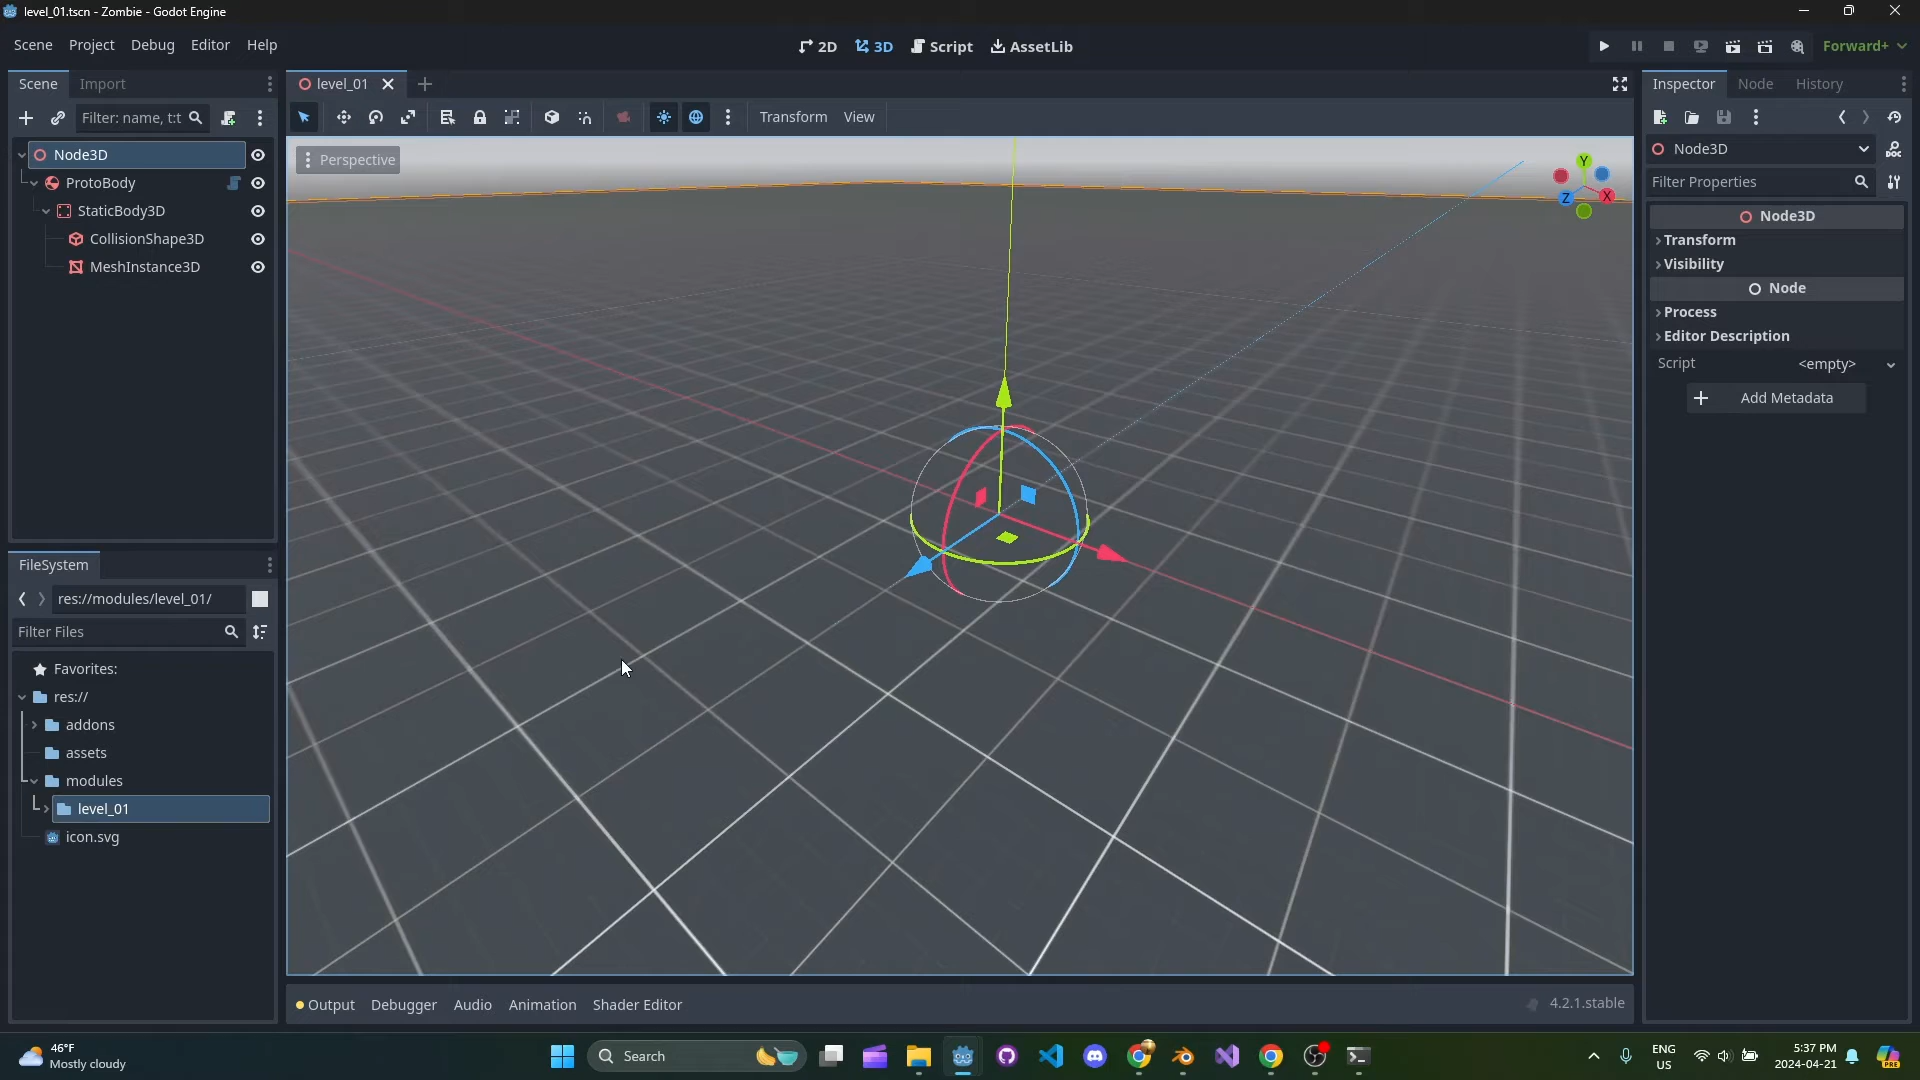 level_01.tscn - Zombie - Godot Engine
Scene Project Debug Editor Help
2D 3D Script AssetLib
Forward+
Scene Import
level_01
Inspector Node History
Filter: name, t:t
Transform View
Node3D
ProtoBody
StaticBody3D
CollisionShape3D
MeshInstance3D
Perspective
Y
X
Z
Node3D
DOC
Filter Properties
Node3D
Transform
Visibility
Node
Process
Editor Description
Script <empty>
Add Metadata
FileSystem
res://modules/level_01/
Filter Files
Favorites:
res://
addons
assets
modules
level_01
icon.svg
Output Debugger Audio Animation Shader Editor
4.2.1.stable
46°F
Mostly cloudy
Search
ENG
US
5:37 PM
2024-04-21
PRE